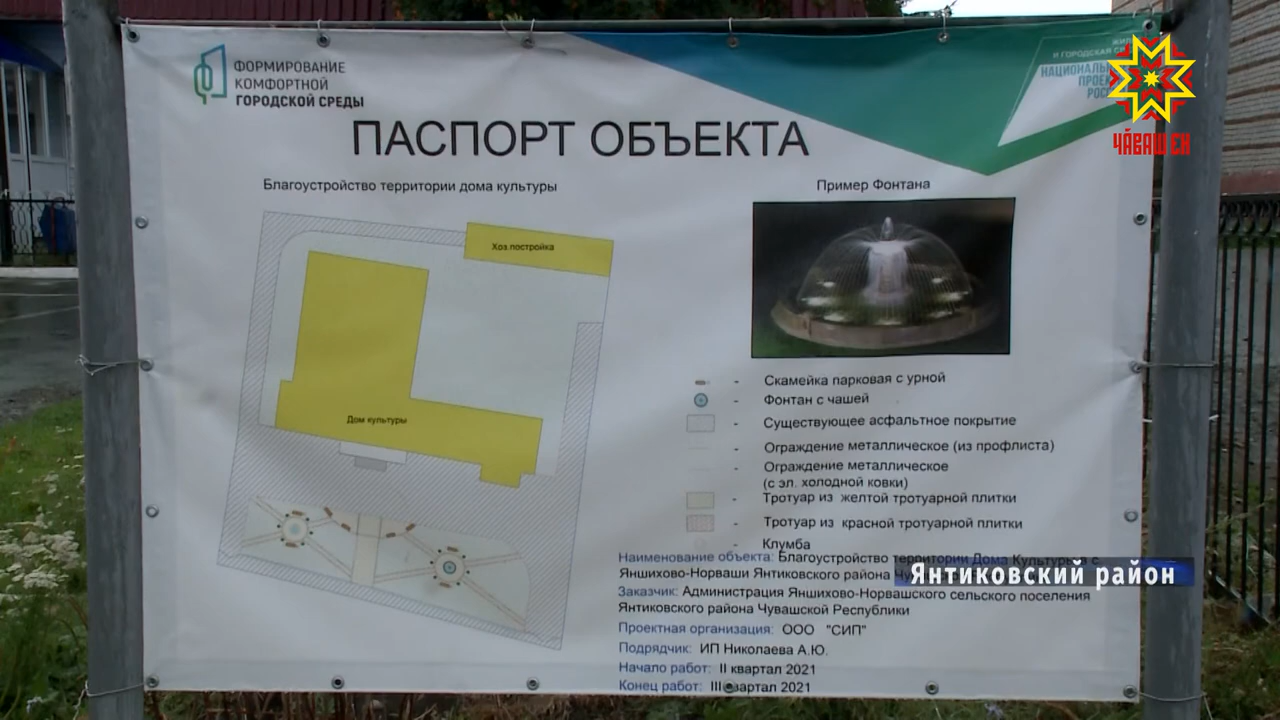 ФОРМИРОВАНИЕ
КОМФОРТНОЙ
ГОРОДСКОЙ СРЕДЫ
НАЦИОНАЛЬ
ПРОЕ
РОС
ЧӐВАШ ЕН
ПАСПОРТ ОБЪЕКТА
Благоустройство территории дома культуры
Пример Фонтана
Хоз постройка
Дом культуры
- Скамейка парковая с урной
- Фонтан с чашей
- Существующее асфальтное покрытие
- Ограждение металлическое (из профлиста)
- Ограждение металлическое
(с эл. холодной ковки)
- Тротуар из желтой тротуарной плитки
- Тротуар из красной тротуарной плитки
- Клумба
Наименование объекта: Благоустройство территории Дома Культуры в с.
Яншихово-Норваши Янтиковского района
Янтиковский район
Заказчик: Администрация Яншихово-Норвашского сельского поселения
Янтиковского района Чувашской Республики
Проектная организация: ООО "СИП"
Подрядчик: ИП Николаева А.Ю.
Начало работ: II квартал 2021
Конец работ: III квартал 2021